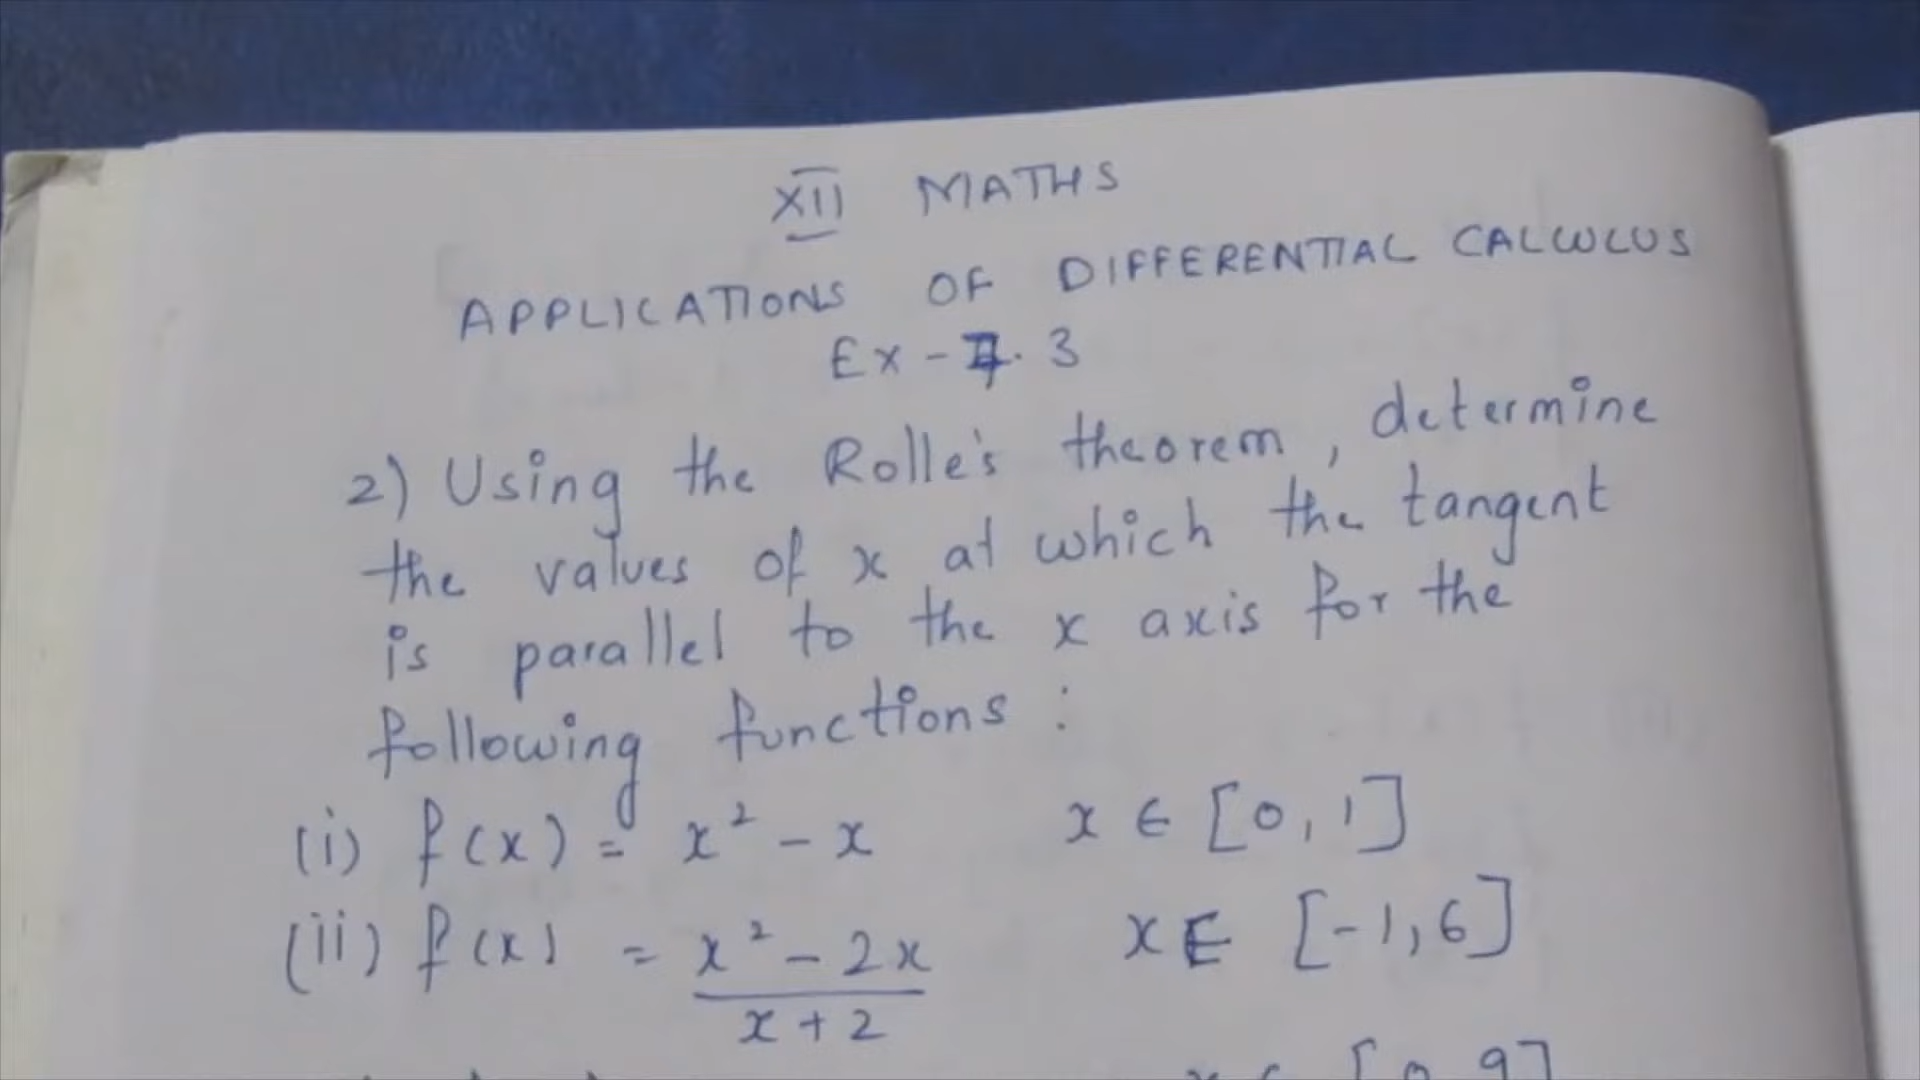 XII MATHS
APPLICATIONS OF DIFFERENTIAL CALCULUS
Ex - 7.3
2) Using the Rolle's theorem, determine
the values of x at which the tangent
is parallel to the x axis for the
following functions :
(i) f(x) = x² - x x ∈ [0, 1]
(ii) f(x) = x² - 2x x ∈ [-1, 6]
x + 2